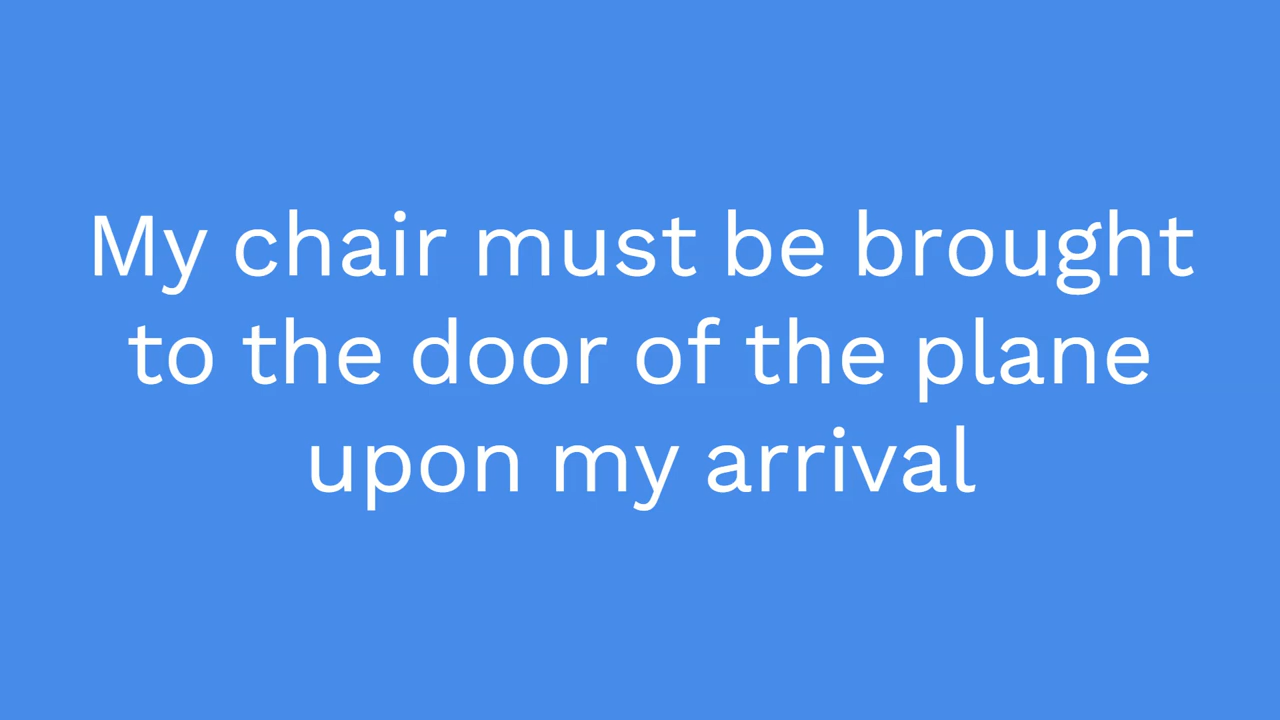 My chair must be brought
to the door of the plane
upon my arrival